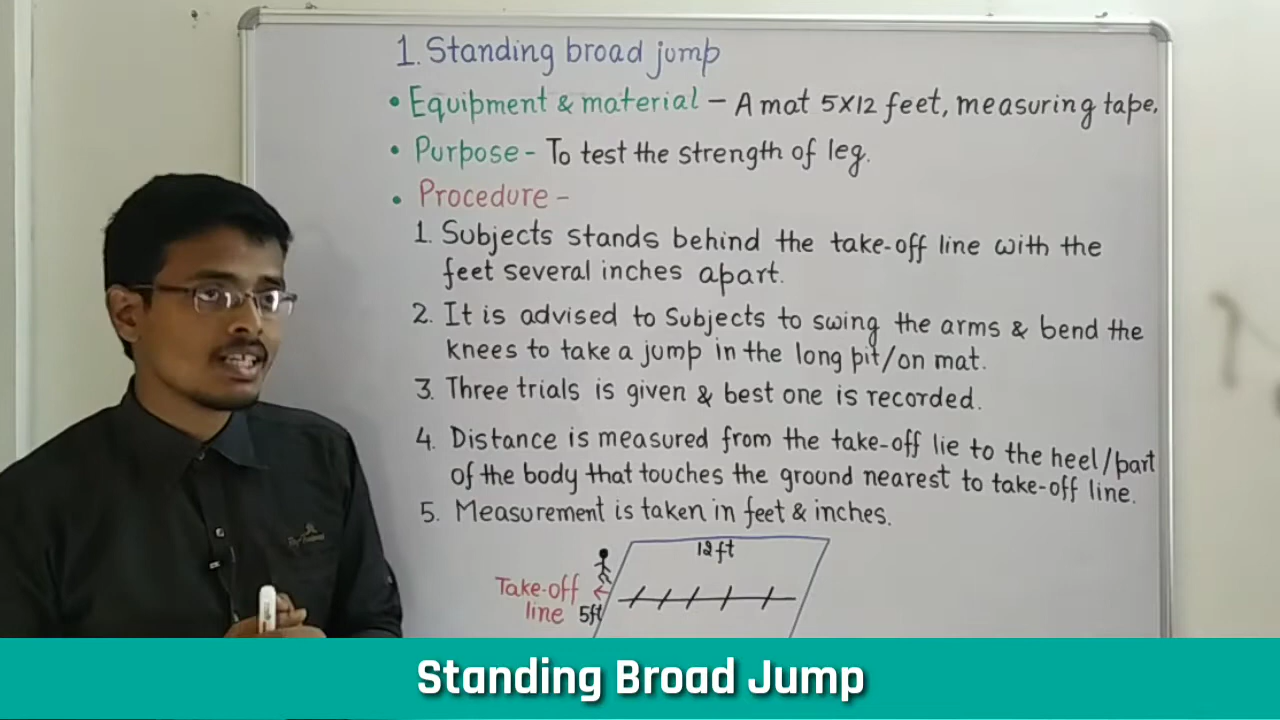 1. Standing broad jump
• Equipment & material – A mat 5X12 feet, measuring tape.
• Purpose - To test the strength of leg.
• Procedure -
1. Subjects stands behind the take-off line with the
feet several inches apart.
2. It is advised to subjects to swing the arms & bend the
knees to take a jump in the long pit/on mat.
3. Three trials is given & best one is recorded.
4. Distance is measured from the take-off lie to the heel/part
of the body that touches the ground nearest to take-off line.
5. Measurement is taken in feet & inches.
12 ft
Take-off
line 5ft
Standing Broad Jump